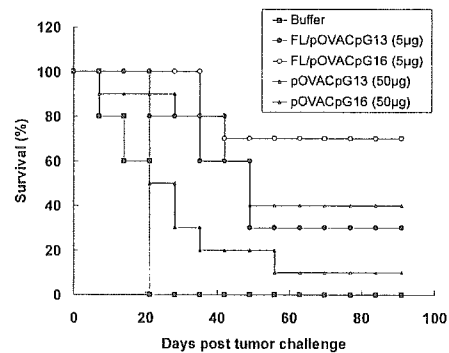 Buffer
FL/pOVACpG13 (5μg)
FL/pOVACpG16 (5μg)
pOVACpG13 (50μg)
pOVACpG16 (50μg)
Survival (%)
120
100
80
60
40
20
0
0 20 40 60 80 100
Days post tumor challenge